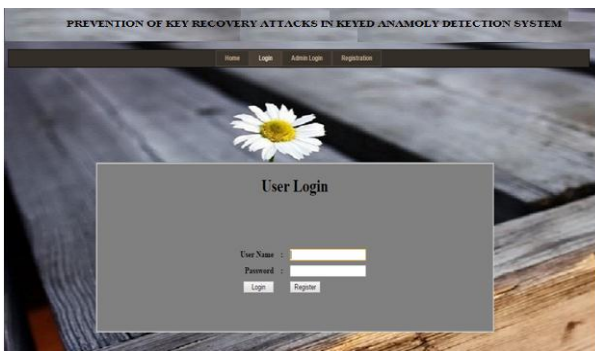 PREVENTION OF KEY RECOVERY ATTACKS IN KEYED ANAMOLY DETECTION SYSTEM
Home Login Admin Login Registration
User Login
User Name :
Password :
Login Register